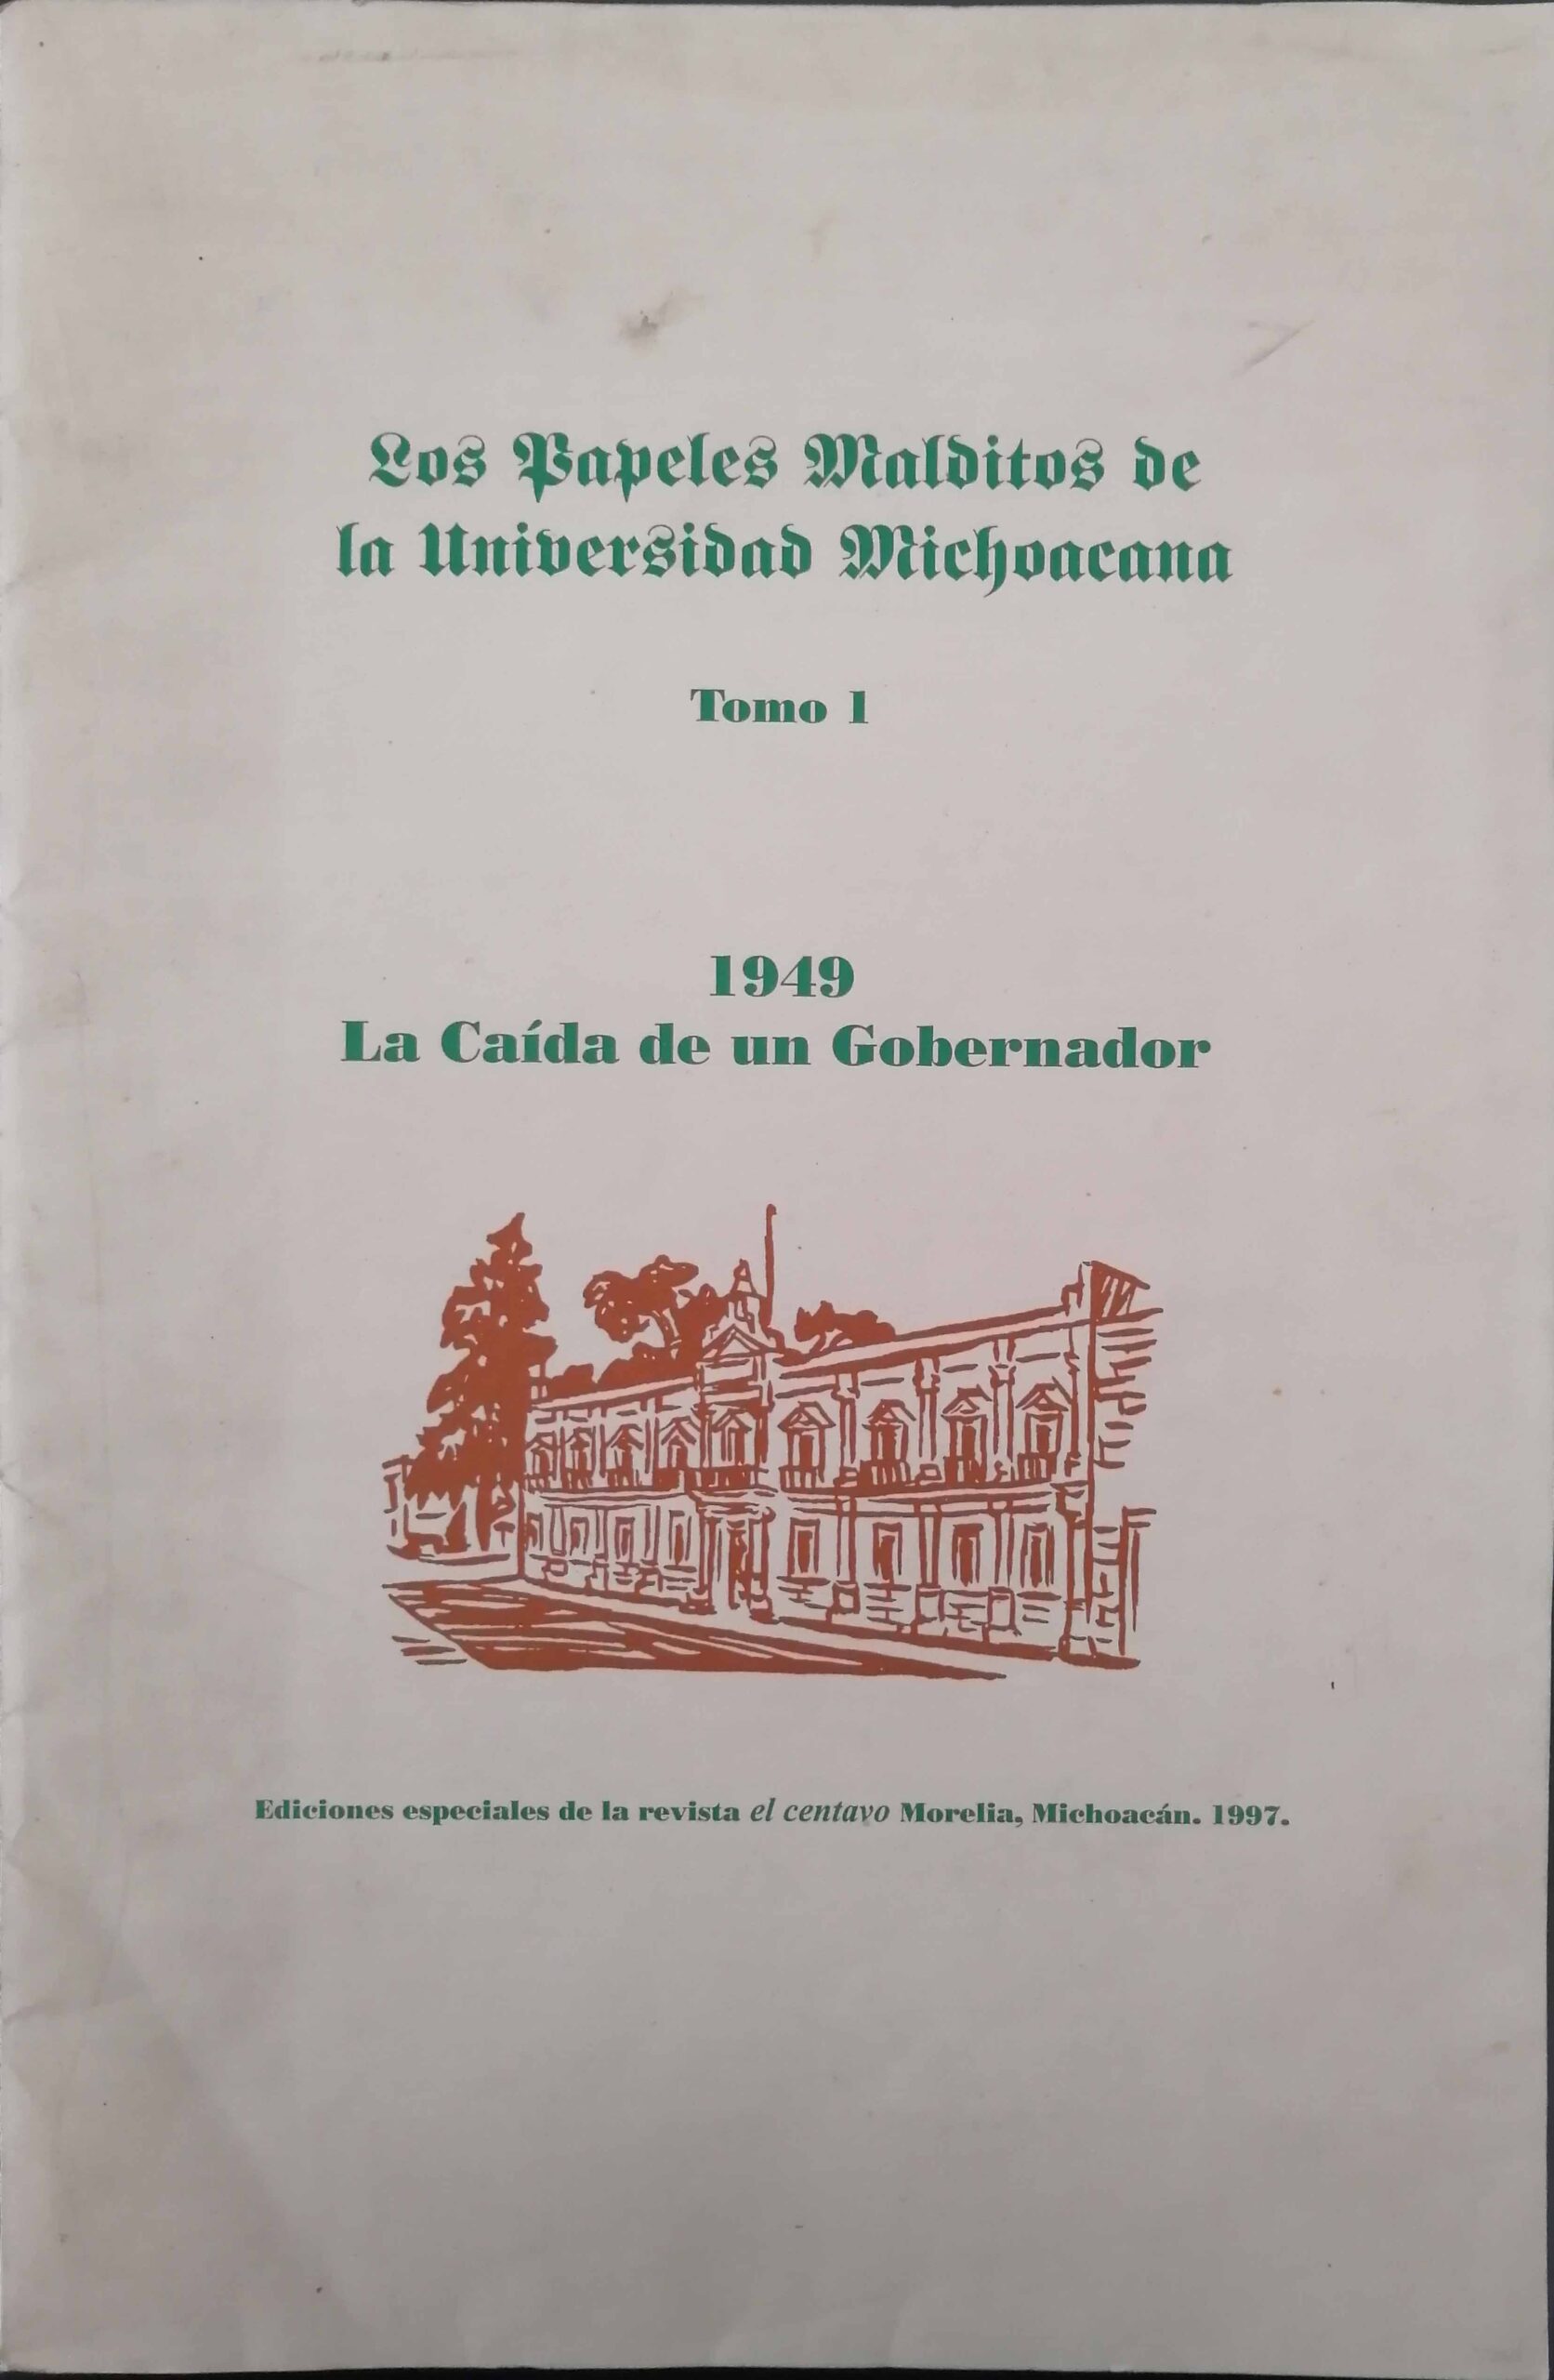 Los Papeles Malditos de
la Universidad Michoacana
Tomo 1
1949
La Caída de un Gobernador
Ediciones especiales de la revista el centavo Morelia, Michoacán. 1997.